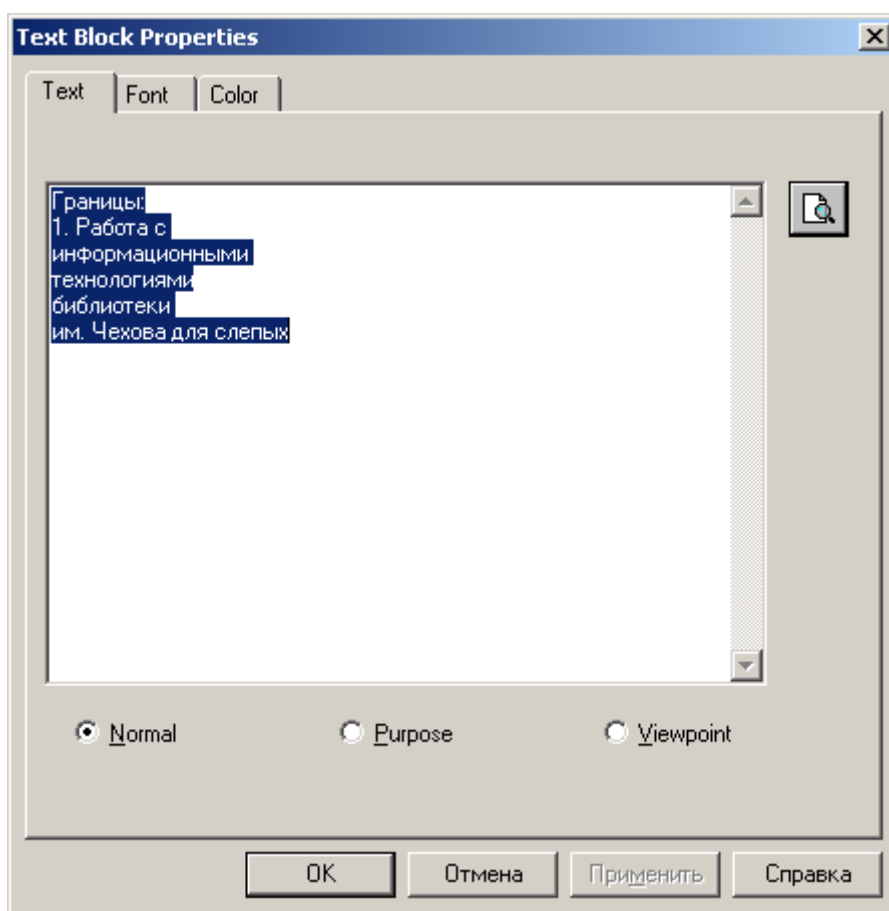 Text Block Properties
Text Font Color
Границы:
1. Работа с
информационными
технологиями
библиотеки
им. Чехова для слепых
Normal Purpose Viewpoint
OK Отмена Применить Справка